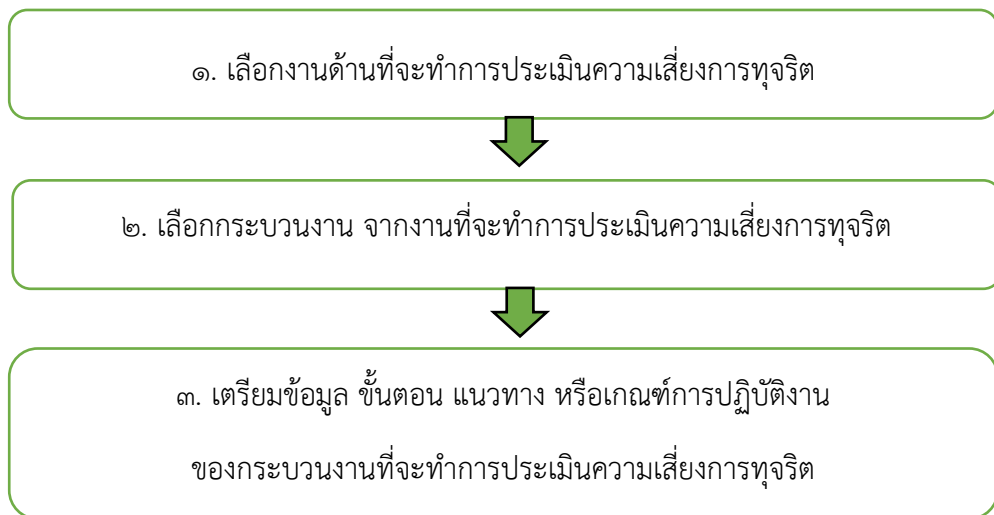 ๑. เลือกงานด้านที่จะทำการประเมินความเสี่ยงการทุจริต
๒. เลือกกระบวนงาน จากงานที่จะทำการประเมินความเสี่ยงการทุจริต
๓. เตรียมข้อมูล ขั้นตอน แนวทาง หรือเกณฑ์การปฏิบัติงาน
ของกระบวนงานที่จะทำการประเมินความเสี่ยงการทุจริต